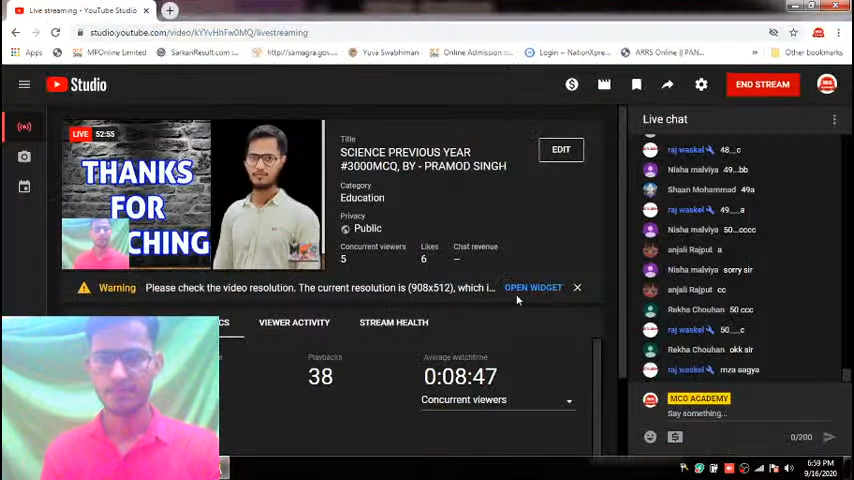 Live streaming - YouTube Studio
studio.youtube.com/video/kYYvHhFw0MQ/livestreaming
Apps
MPOnline Limited
SarkariResult.com :...
http://samagra.gov....
Yuva Swabhiman
Online Admission —...
Login – NationXpre...
ARRS Online || PAN...
Other bookmarks
Studio
END STREAM
LIVE 52:55
THANKS
FOR
CHING
Title
SCIENCE PREVIOUS YEAR
#3000MCQ, BY - PRAMOD SINGH
EDIT
Category
Education
Privacy
Public
Concurrent viewers
Likes
Chat revenue
5
6
–
Warning
Please check the video resolution. The current resolution is (908x512), which i...
OPEN WIDGET
CS
VIEWER ACTIVITY
STREAM HEALTH
Playbacks
38
Average watchtime
0:08:47
Concurrent viewers
Live chat
raj waskel 48...c
Nisha malviya 49...bb
Shaan Mohammad 49a
raj waskel 49....a
Nisha malviya 50...cccc
anjali Rajput a
Nisha malviya sorry sir
anjali Rajput cc
Rekha Chouhan 50 ccc
raj waskel 50...c
Rekha Chouhan okk sir
raj waskel mza aagya
MCQ ACADEMY
Say something...
0/200
6:59 PM
9/16/2020